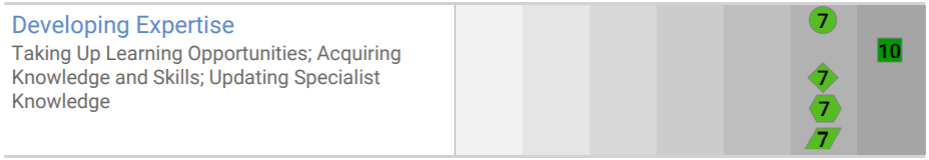 Developing Expertise
Taking Up Learning Opportunities; Acquiring
Knowledge and Skills; Updating Specialist
Knowledge
7
10
7
7
7